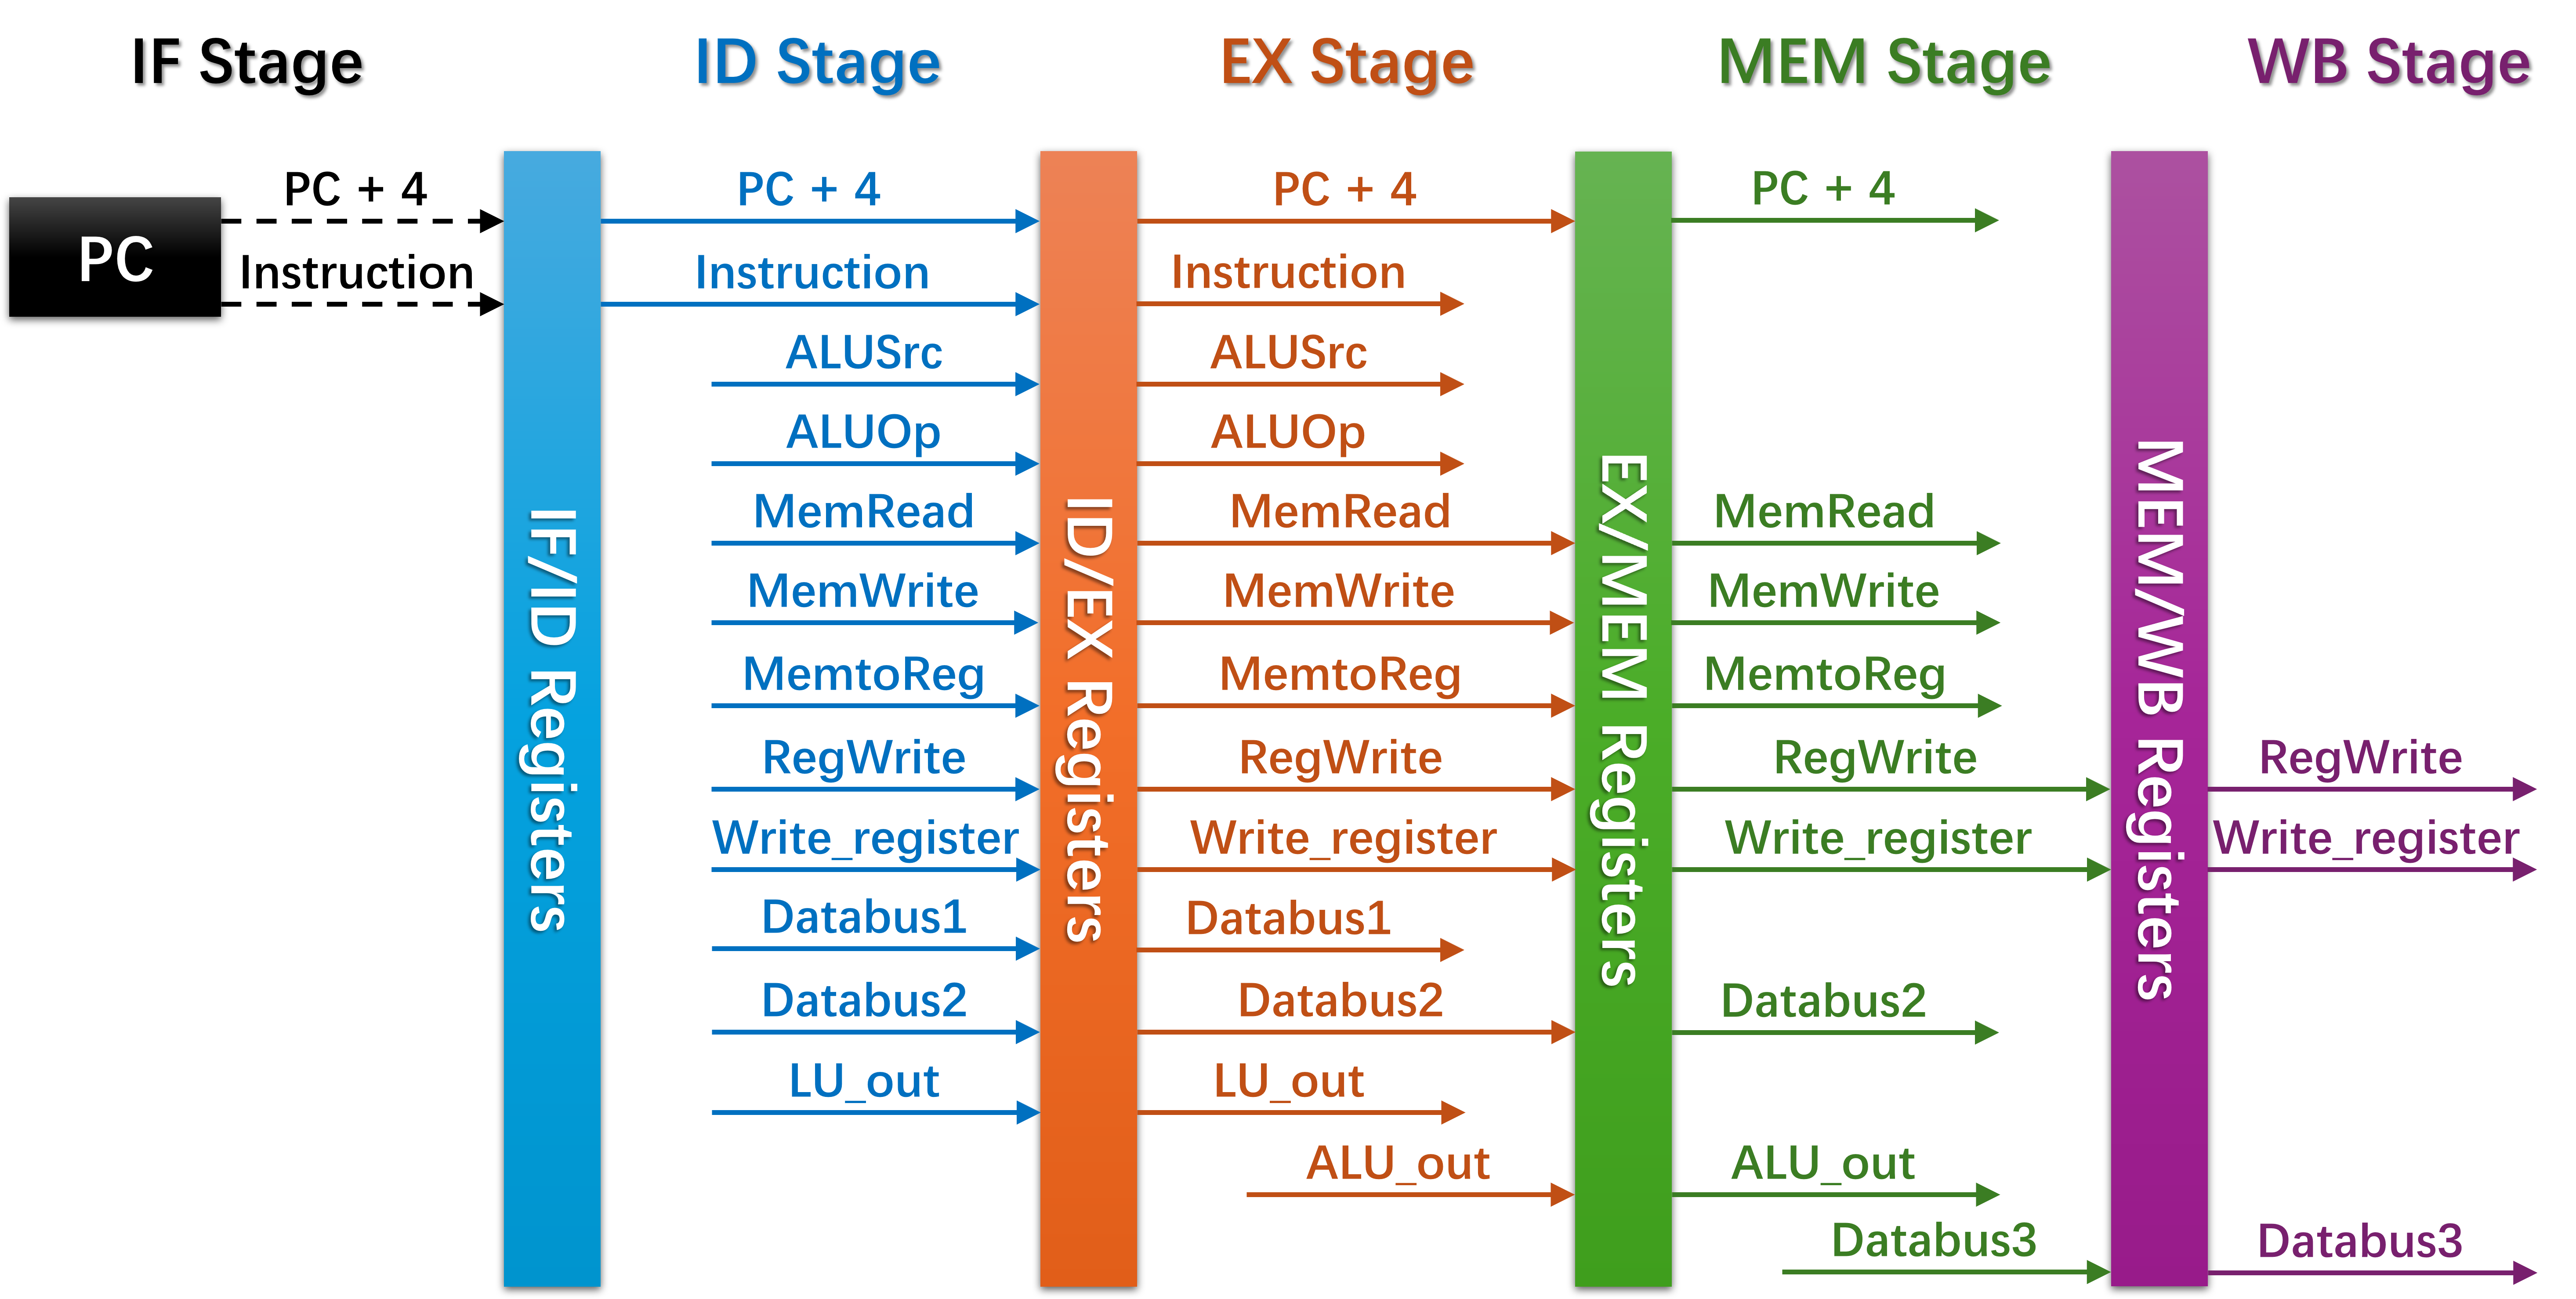 IF Stage
ID Stage
EX Stage
MEM Stage
WB Stage
PC
PC + 4
Instruction
IF/ID Registers
PC + 4
Instruction
ALUSrc
ALUOp
MemRead
MemWrite
MemtoReg
RegWrite
Write_register
Databus1
Databus2
LU_out
ID/EX Registers
PC + 4
Instruction
ALUSrc
ALUOp
MemRead
MemWrite
MemtoReg
RegWrite
Write_register
Databus1
Databus2
LU_out
ALU_out
EX/MEM Registers
PC + 4
MemRead
MemWrite
MemtoReg
RegWrite
Write_register
Databus2
ALU_out
Databus3
MEM/WB Registers
RegWrite
Write_register
Databus3